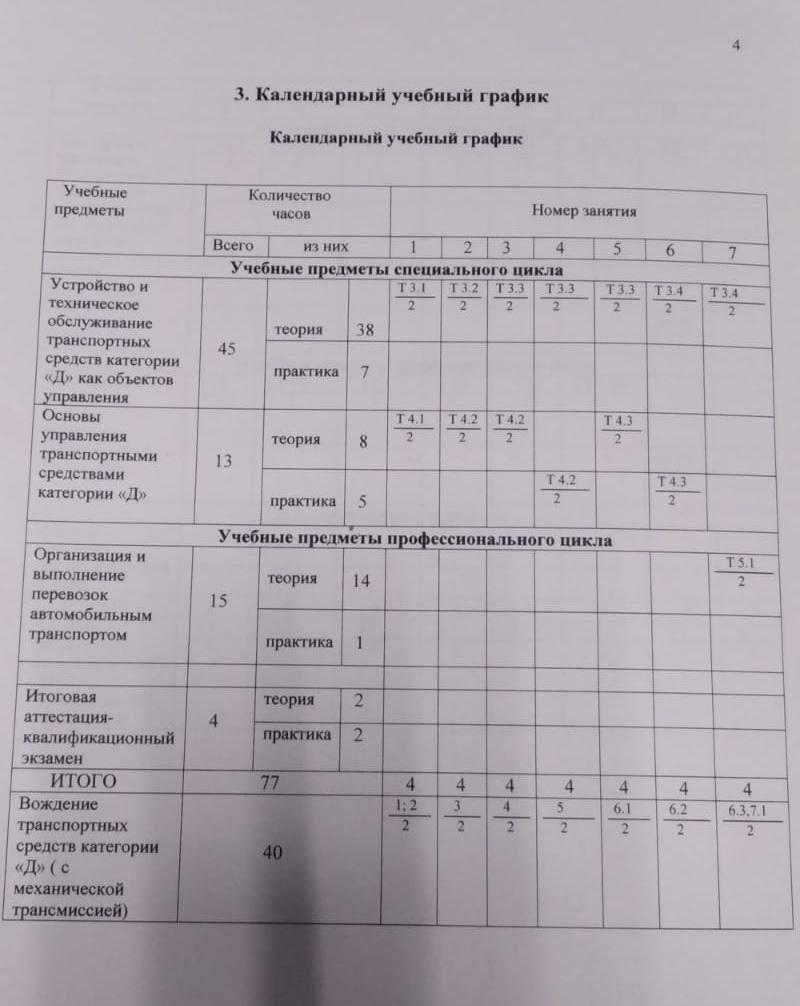 4
3. Календарный учебный график
Календарный учебный график
Учебные предметы Количество часов Номер занятия
Всего из них 1 2 3 4 5 6 7
Учебные предметы специального цикла
Устройство и Т 3.1 Т 3.2 Т 3.3 Т 3.3 Т 3.3 Т 3.4 Т 3.4
техническое 2 2 2 2 2 2 2
обслуживание теория 38
транспортных 45
средств категории практика 7
«Д» как объектов
управления
Основы Т 4.1 Т 4.2 Т 4.2 Т 4.3
управления теория 8 2 2 2 2
транспортными 13
средствами Т 4.2 Т 4.3
категории «Д» практика 5 2 2
Учебные предметы профессионального цикла
Организация и Т 5.1
выполнение теория 14 2
перевозок 15
автомобильным
транспортом практика 1
Итоговая теория 2
аттестация- 4
квалификационный практика 2
экзамен
ИТОГО 77 4 4 4 4 4 4 4
Вождение 1; 2 3 4 5 6.1 6.2 6.3,7.1
транспортных 2 2 2 2 2 2 2
средств категории 40
«Д» ( с
механической
трансмиссией)